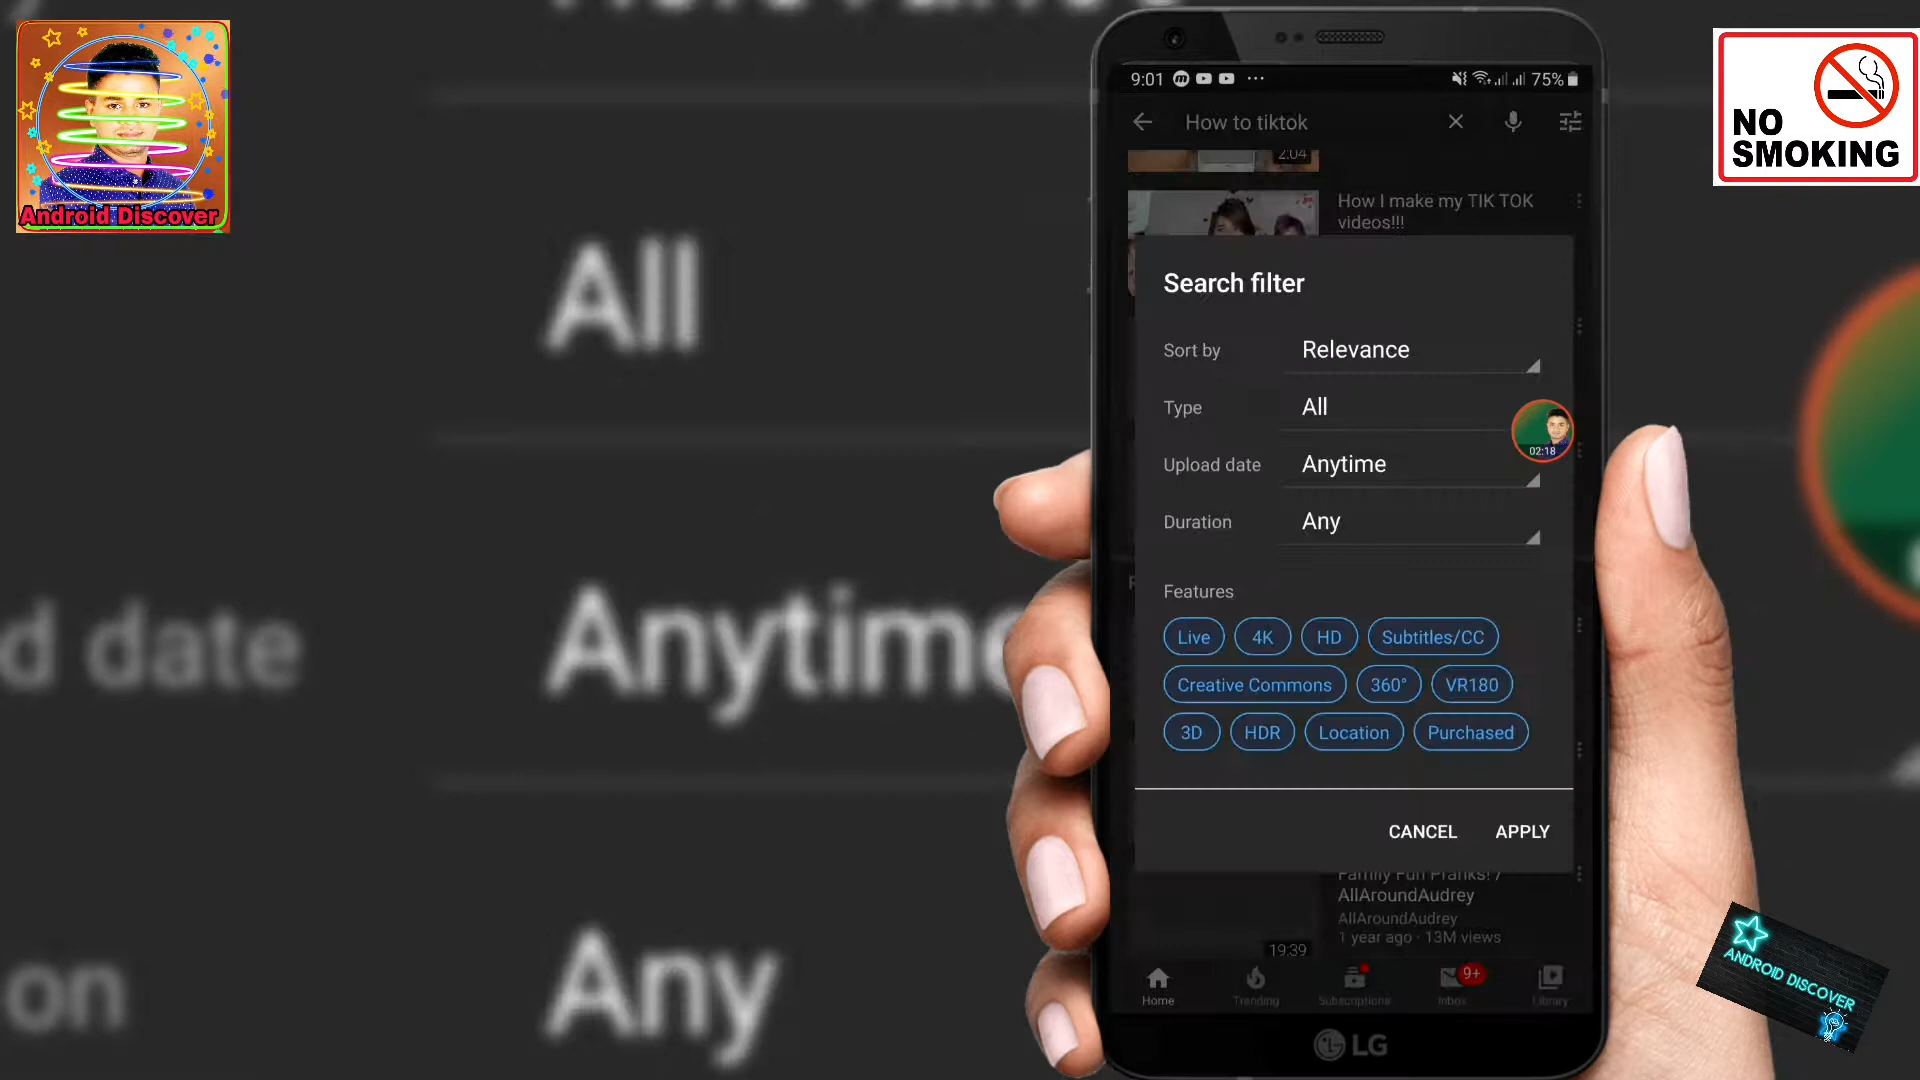 Android Discover
NO
SMOKING
All
d date
Anytime
on
Any
9:01
75%
How to tiktok
2:04
How I make my TIK TOK
videos!!!
Search filter
Sort by
Relevance
Type
All
02:18
Upload date
Anytime
Duration
Any
Features
Live
4K
HD
Subtitles/CC
Creative Commons
360°
VR180
3D
HDR
Location
Purchased
CANCEL
APPLY
Family Fun Pranks! /
AllAroundAudrey
AllAroundAudrey
1 year ago · 13M views
19:39
Home
Trending
Subscriptions
9+
Inbox
Library
LG
ANDROID DISCOVER